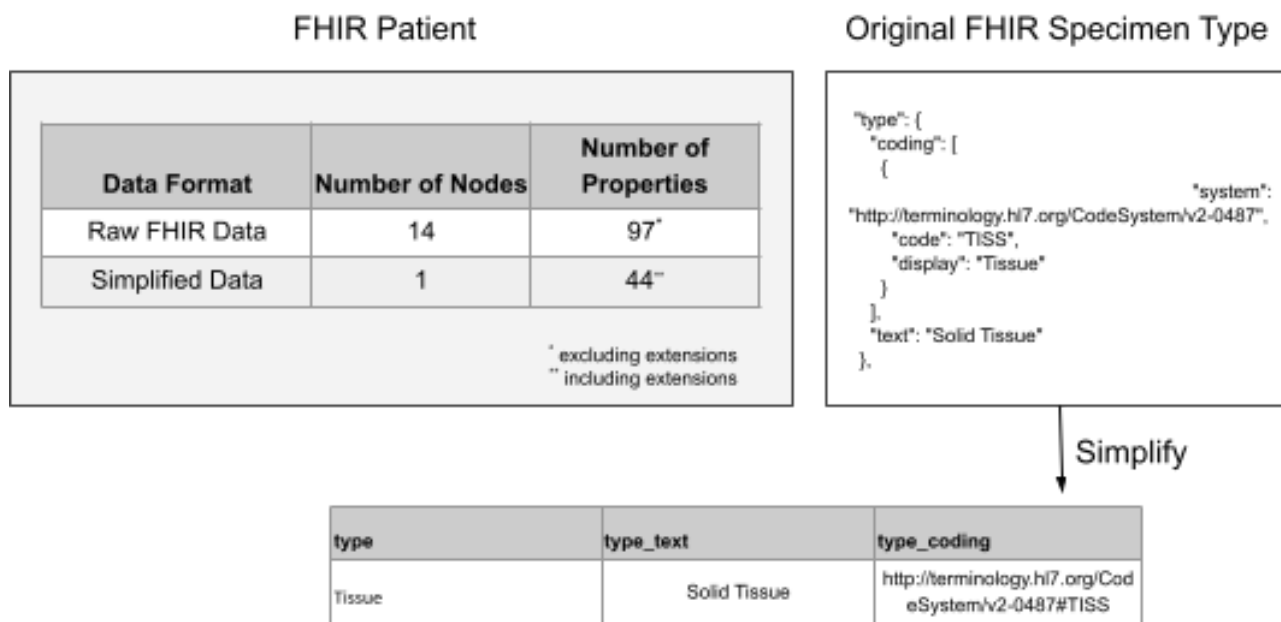 FHIR Patient
Original FHIR Specimen Type
Data Format
Number of Nodes
Number of
Properties
Raw FHIR Data
14
97*
Simplified Data
1
44**
* excluding extensions
** including extensions
"type": {
"coding": [
{
"system":
"http://terminology.hl7.org/CodeSystem/v2-0487",
"code": "TISS",
"display": "Tissue"
}
],
"text": "Solid Tissue"
},
Simplify
type
type_text
type_coding
Tissue
Solid Tissue
http://terminology.hl7.org/Cod
eSystem/v2-0487#TISS